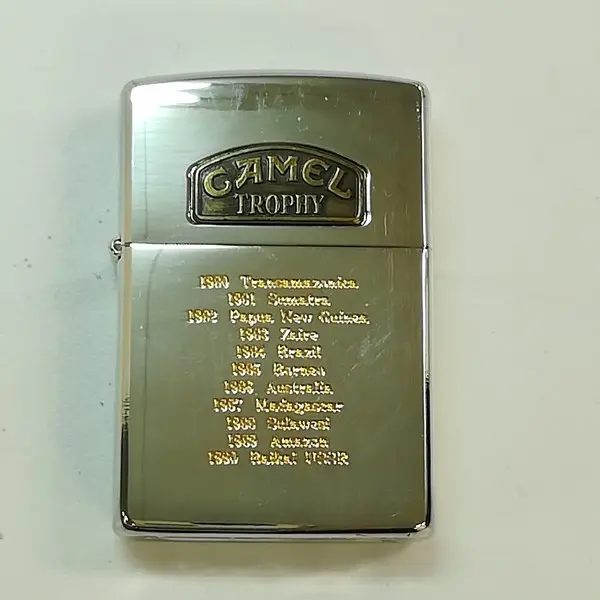 CAMEL
TROPHY
1980 Transamazonica
1981 Sumatra
1982 Papua New Guinea
1983 Zaire
1984 Brazil
1985 Borneo
1986 Australia
1987 Madagascar
1988 Sulawesi
1989 Amazon
1990 Baikal USSR